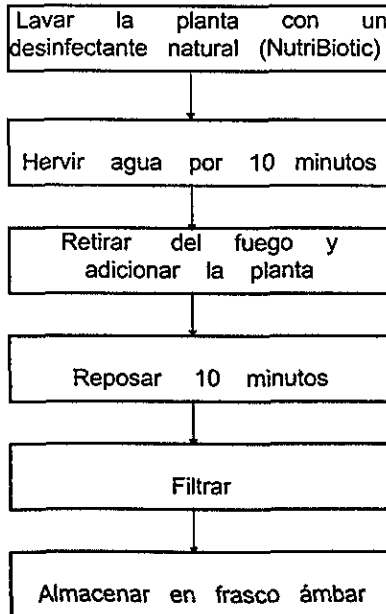 Lavar la planta con un
desinfectante natural (NutriBiotic)
Hervir agua por 10 minutos
Retirar del fuego y
adicionar la planta
Reposar 10 minutos
Filtrar
Almacenar en frasco ámbar